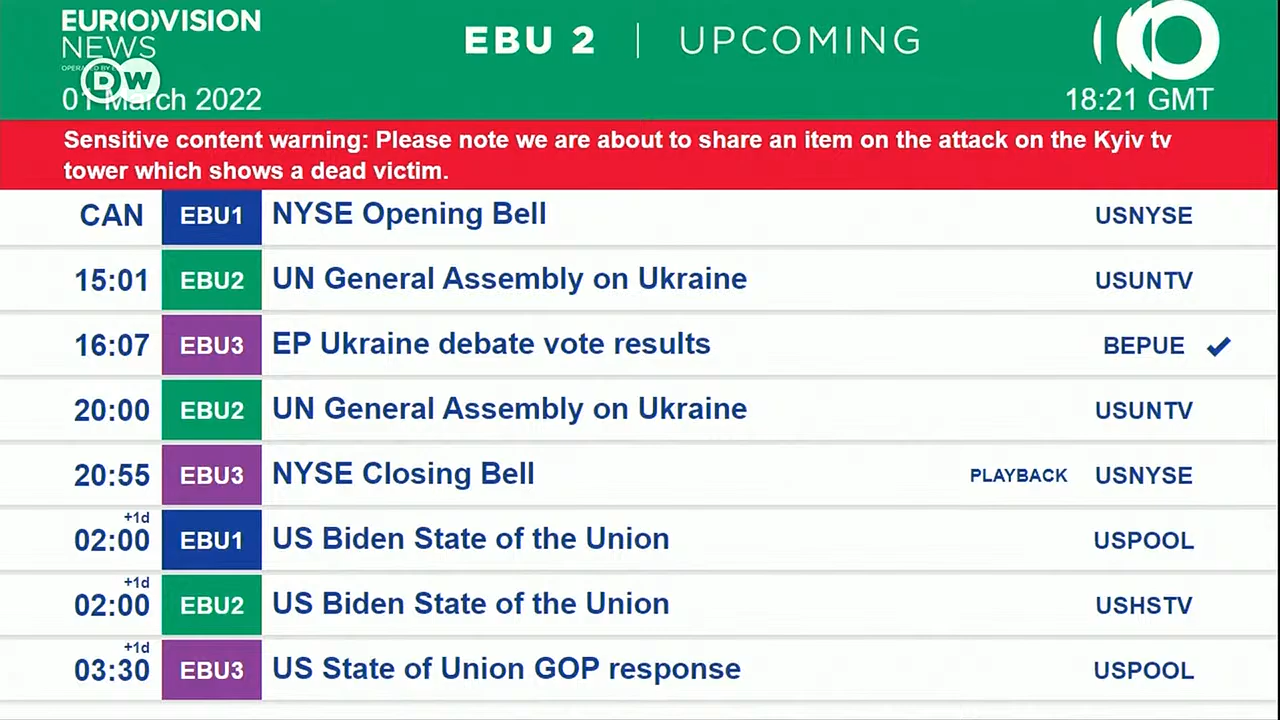 EUROVISION
NEWS
EBU 2 | UPCOMING
DW
01 March 2022
18:21 GMT
Sensitive content warning: Please note we are about to share an item on the attack on the Kyiv tv
tower which shows a dead victim.
CAN EBU1 NYSE Opening Bell USNYSE
15:01 EBU2 UN General Assembly on Ukraine USUNTV
16:07 EBU3 EP Ukraine debate vote results BEPUE ✔
20:00 EBU2 UN General Assembly on Ukraine USUNTV
20:55 EBU3 NYSE Closing Bell PLAYBACK USNYSE
+1d
02:00 EBU1 US Biden State of the Union USPOOL
+1d
02:00 EBU2 US Biden State of the Union USHSTV
+1d
03:30 EBU3 US State of Union GOP response USPOOL